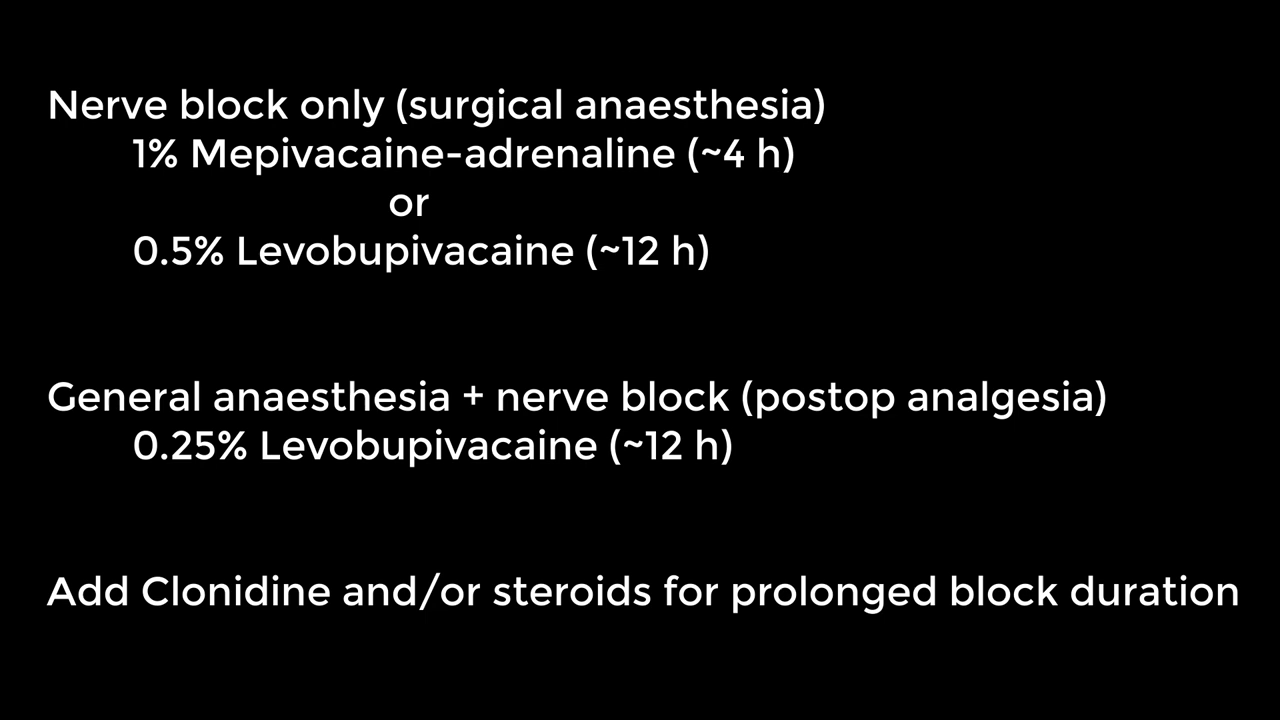 Nerve block only (surgical anaesthesia)
1% Mepivacaine-adrenaline (~4 h)
or
0.5% Levobupivacaine (~12 h)
General anaesthesia + nerve block (postop analgesia)
0.25% Levobupivacaine (~12 h)
Add Clonidine and/or steroids for prolonged block duration